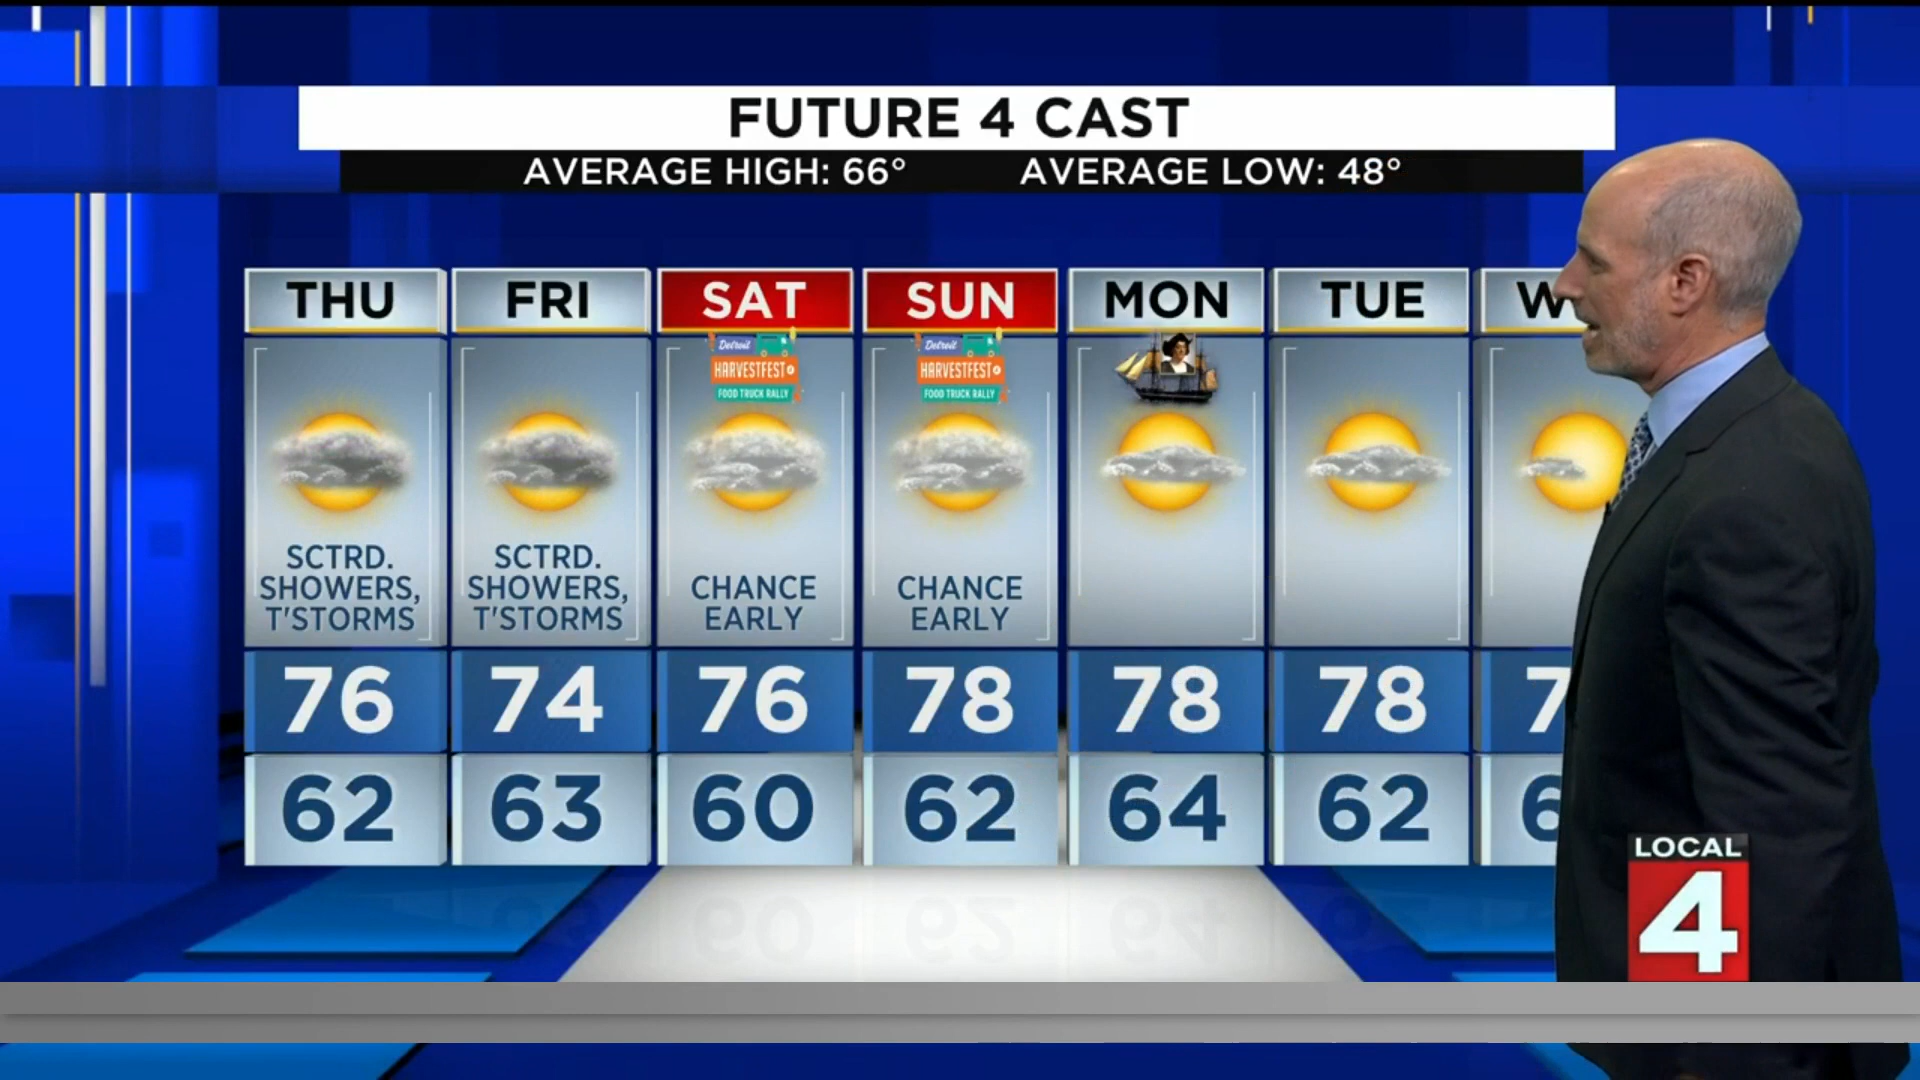 FUTURE 4 CAST
AVERAGE HIGH: 66° AVERAGE LOW: 48°
THU FRI SAT SUN MON TUE W
Detroit Detroit
HARVESTFEST HARVESTFEST
FOOD TRUCK RALLY FOOD TRUCK RALLY
SCTRD. SCTRD.
SHOWERS, SHOWERS, CHANCE CHANCE
T'STORMS T'STORMS EARLY EARLY
76 74 76 78 78 78 7
62 63 60 62 64 62 6
LOCAL
4